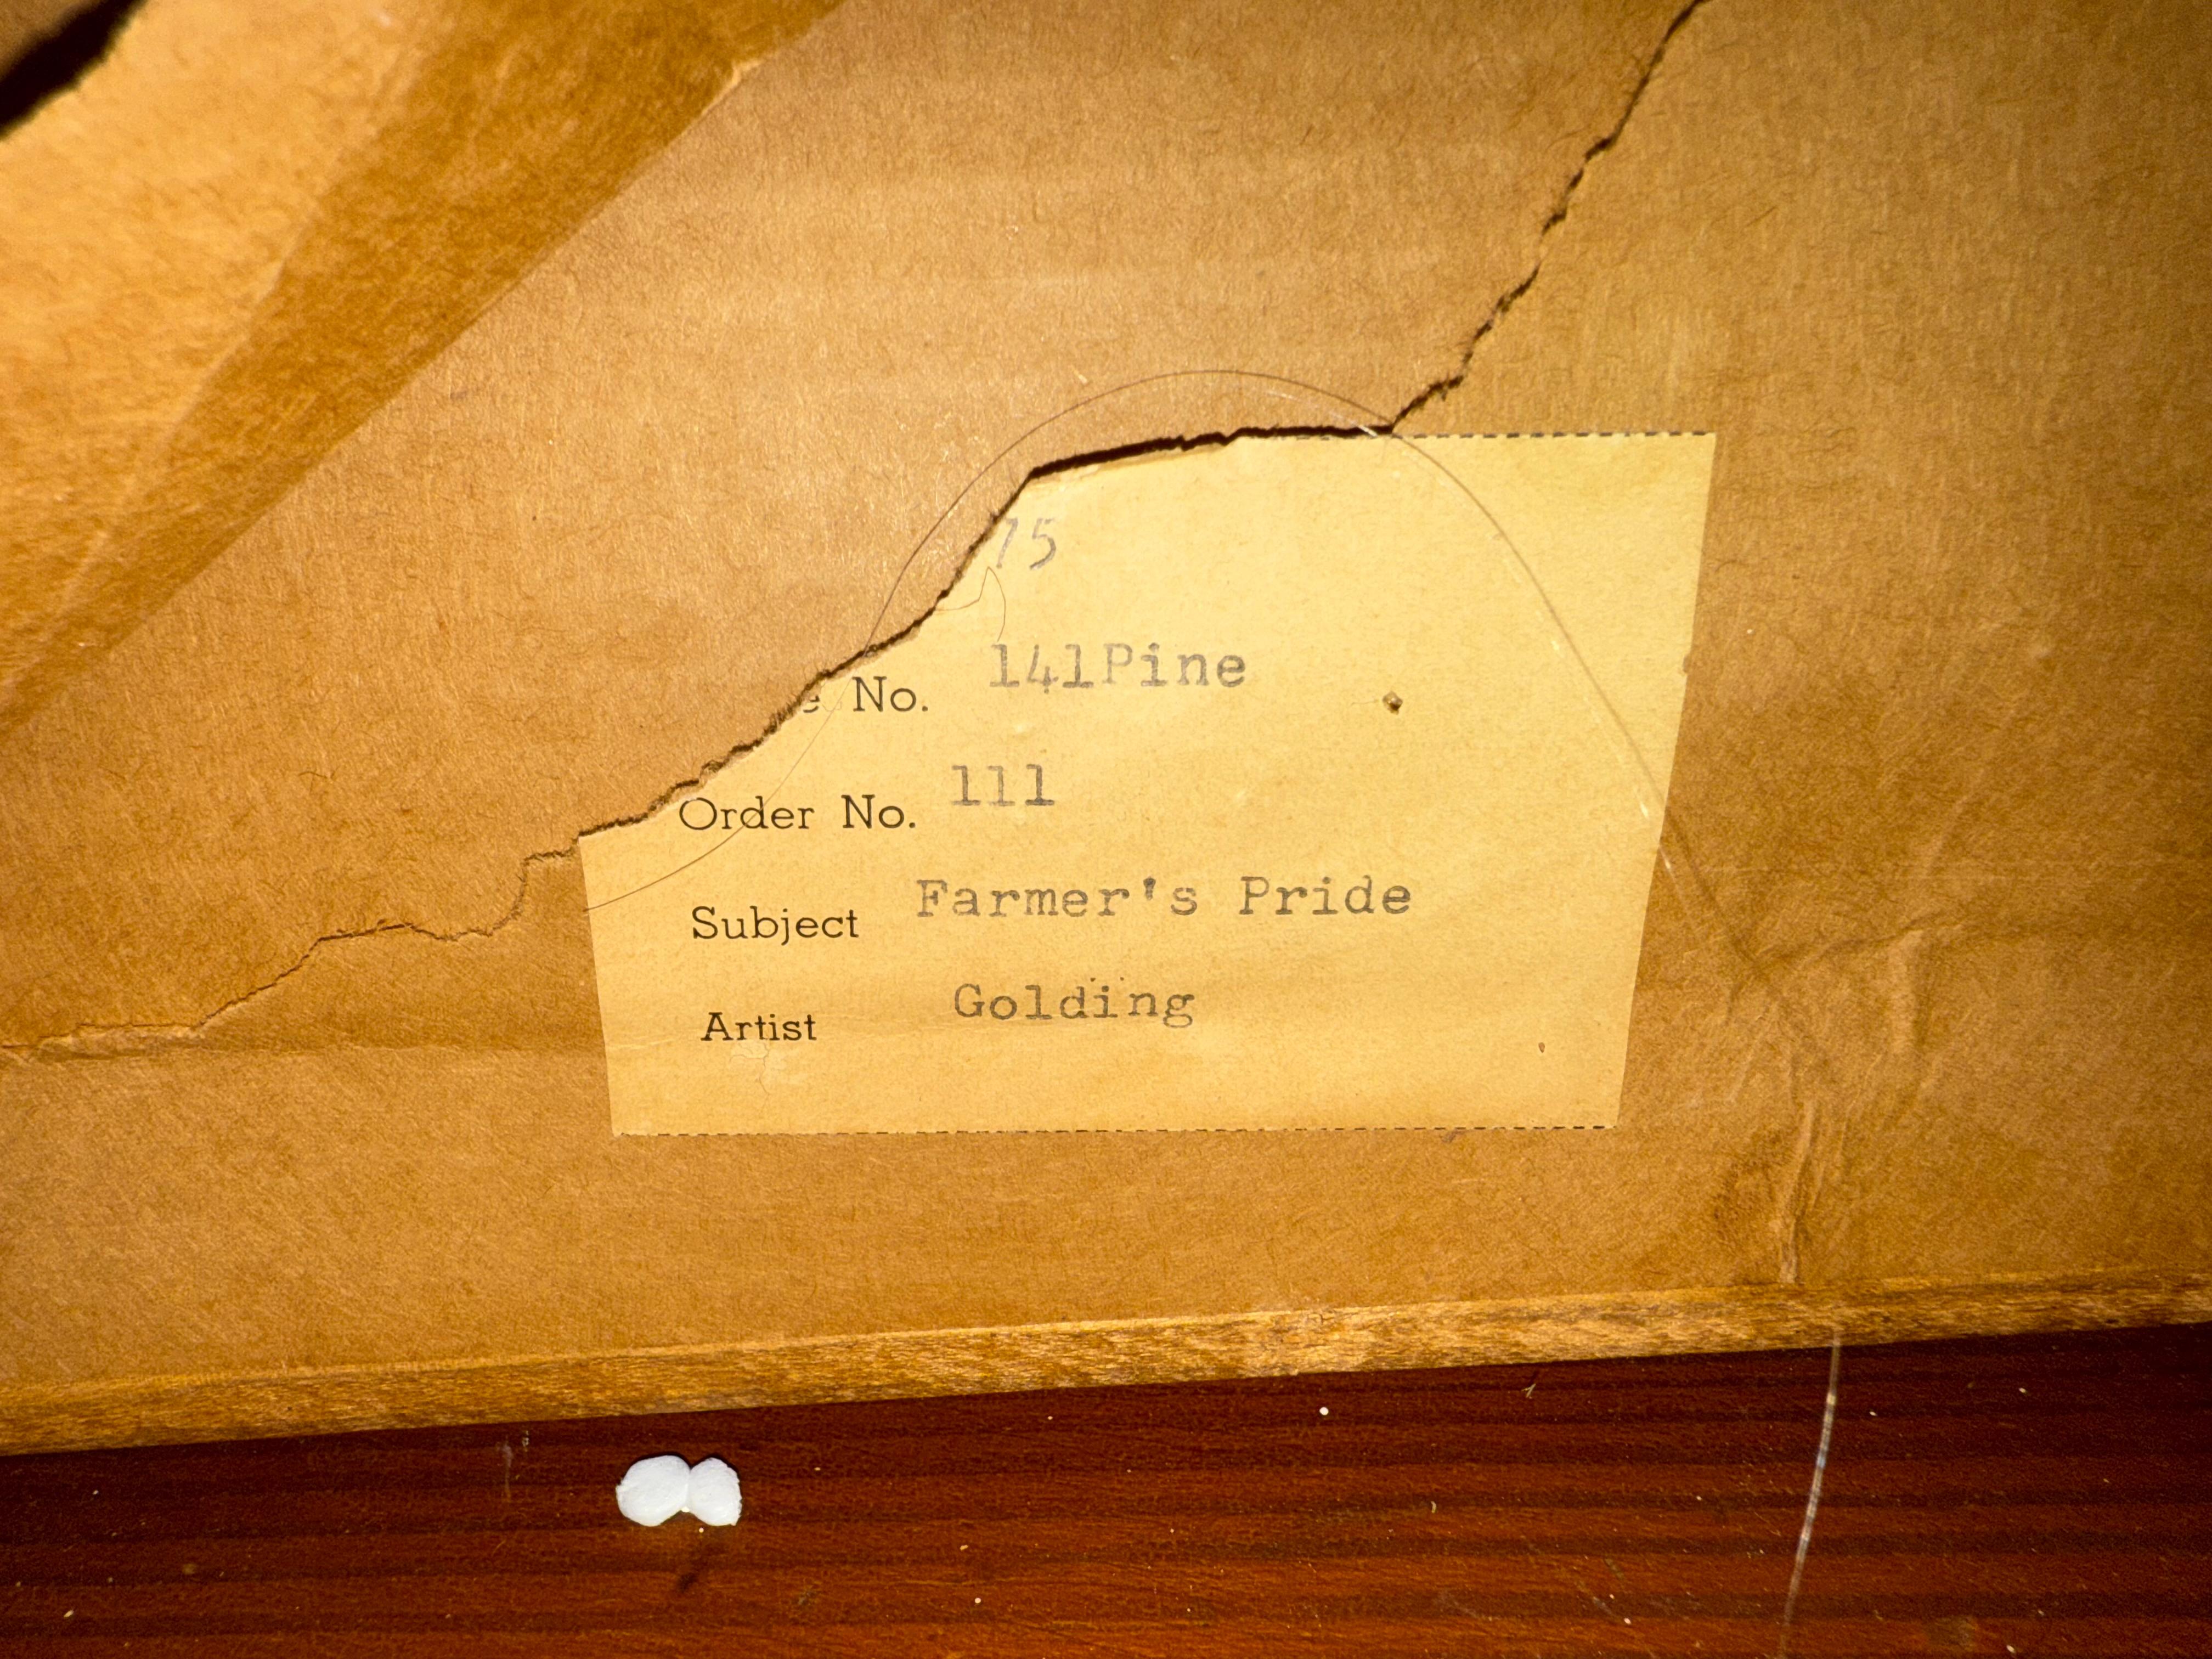 75
No. 141Pine
Order No. 111
Subject Farmer's Pride
Artist Golding